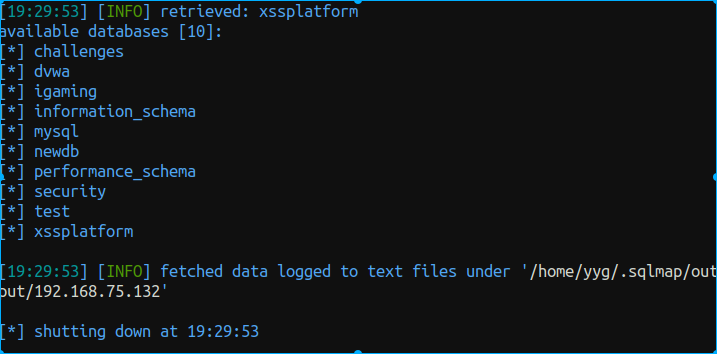 [19:29:53] [INFO] retrieved: xssplatform
available databases [10]:
[*] challenges
[*] dvwa
[*] igaming
[*] information_schema
[*] mysql
[*] newdb
[*] performance_schema
[*] security
[*] test
[*] xssplatform
[19:29:53] [INFO] fetched data logged to text files under '/home/yyg/.sqlmap/out
put/192.168.75.132'
[*] shutting down at 19:29:53